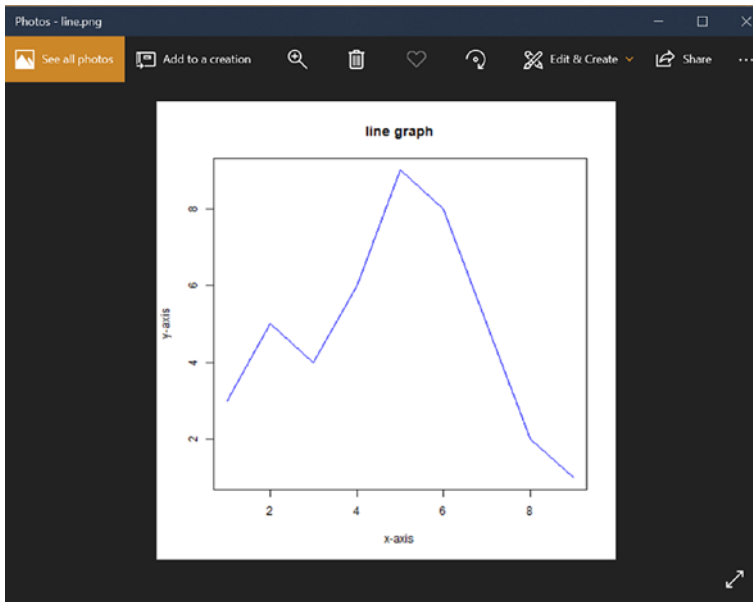 Photos - line.png
See all photos Add to a creation Edit & Create Share
line graph
8
6
4
2
y-axis
2 4 6 8
x-axis